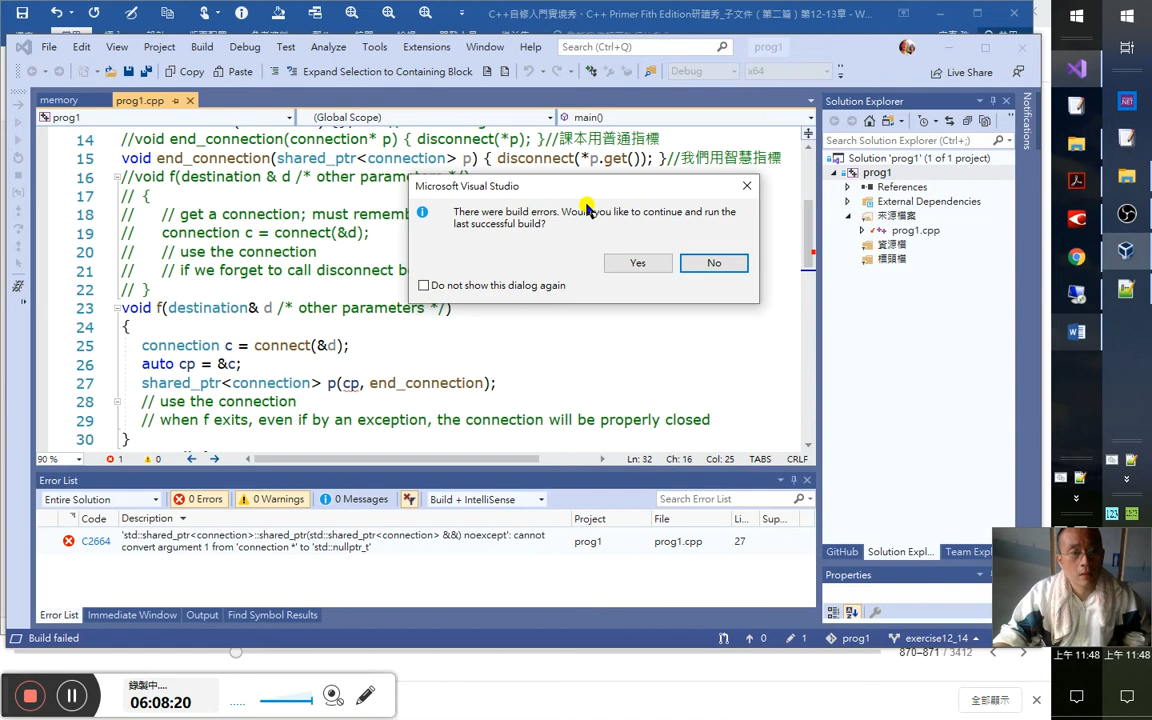 C++自修入門實境秀、C++ Primer Fith Edition研讀秀_子文件（第二篇）第12-13章 - W...
File Edit View Project Build Debug Test Analyze Tools Extensions Window Help Search (Ctrl+Q) prog1
Copy Paste Expand Selection to Containing Block Debug x64 Live Share
memory prog1.cpp
prog1 (Global Scope) main()
14 //void end_connection(connection* p) { disconnect(*p); }//課本用普通指標
15 void end_connection(shared_ptr<connection> p) { disconnect(*p.get()); }//我們用智慧指標
16 //void f(destination & d /* other parameters */)
17 // {
18 // // get a connection; must rememb
19 // connection c = connect(&d);
20 // // use the connection
21 // // if we forget to call disconnect b
22 // }
23 void f(destination& d /* other parameters */)
24 {
25 connection c = connect(&d);
26 auto cp = &c;
27 shared_ptr<connection> p(cp, end_connection);
28 // use the connection
29 // when f exits, even if by an exception, the connection will be properly closed
30 }
Microsoft Visual Studio
There were build errors. Would you like to continue and run the
last successful build?
Yes No
Do not show this dialog again
90 % 1 0 Ln: 32 Ch: 16 Col: 25 TABS CRLF
Error List
Entire Solution 0 Errors 0 Warnings 0 Messages Build + IntelliSense Search Error List
Code Description Project File Li... Sup...
C2664 'std::shared_ptr<connection>::shared_ptr(std::shared_ptr<connection> &&) noexcept': cannot
convert argument 1 from 'connection *' to 'std::nullptr_t' prog1 prog1.cpp 27
Error List Immediate Window Output Find Symbol Results
Build failed 0 1 prog1 exercise12_14
Solution Explorer
Search Solution Explorer (Ctrl+;)
Solution 'prog1' (1 of 1 project)
prog1
References
External Dependencies
來源檔案
prog1.cpp
資源檔
標頭檔
GitHub Solution Expl... Team Expl
Properties
Notifications
870–871 / 3412
上午 11:48 上午 11:48
錄製中....
06:08:20
全部顯示